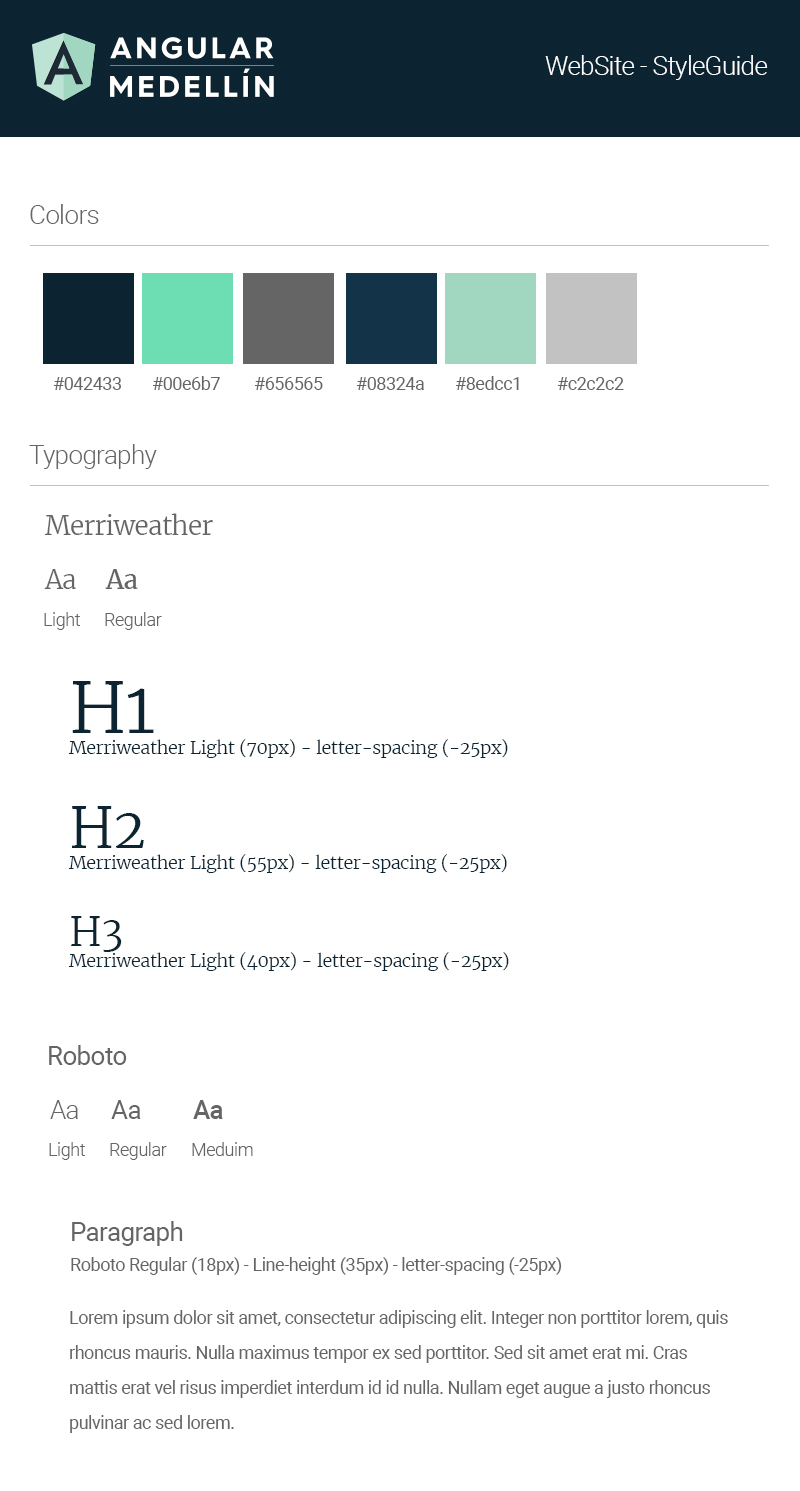 A ANGULAR
MEDELLÍN
WebSite - StyleGuide
Colors
#042433 #00e6b7 #656565 #08324a #8edcc1 #c2c2c2
Typography
Merriweather
Aa Aa
Light Regular
H1
Merriweather Light (70px) - letter-spacing (-25px)
H2
Merriweather Light (55px) - letter-spacing (-25px)
H3
Merriweather Light (40px) - letter-spacing (-25px)
Roboto
Aa Aa Aa
Light Regular Meduim
Paragraph
Roboto Regular (18px) - Line-height (35px) - letter-spacing (-25px)
Lorem ipsum dolor sit amet, consectetur adipiscing elit. Integer non porttitor lorem, quis
rhoncus mauris. Nulla maximus tempor ex sed porttitor. Sed sit amet erat mi. Cras
mattis erat vel risus imperdiet interdum id id nulla. Nullam eget augue a justo rhoncus
pulvinar ac sed lorem.